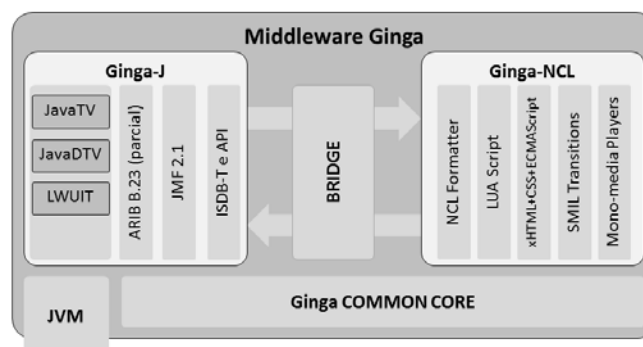 Middleware Ginga
Ginga-J
JavaTV
JavaDTV
LWUIT
ARIB B.23 (parcial)
JMF 2.1
ISDB-T e API
BRIDGE
Ginga-NCL
NCL Formatter
LUA Script
xHTML+CSS+ECMAScript
SMIL Transitions
Mono-media Players
JVM
Ginga COMMON CORE